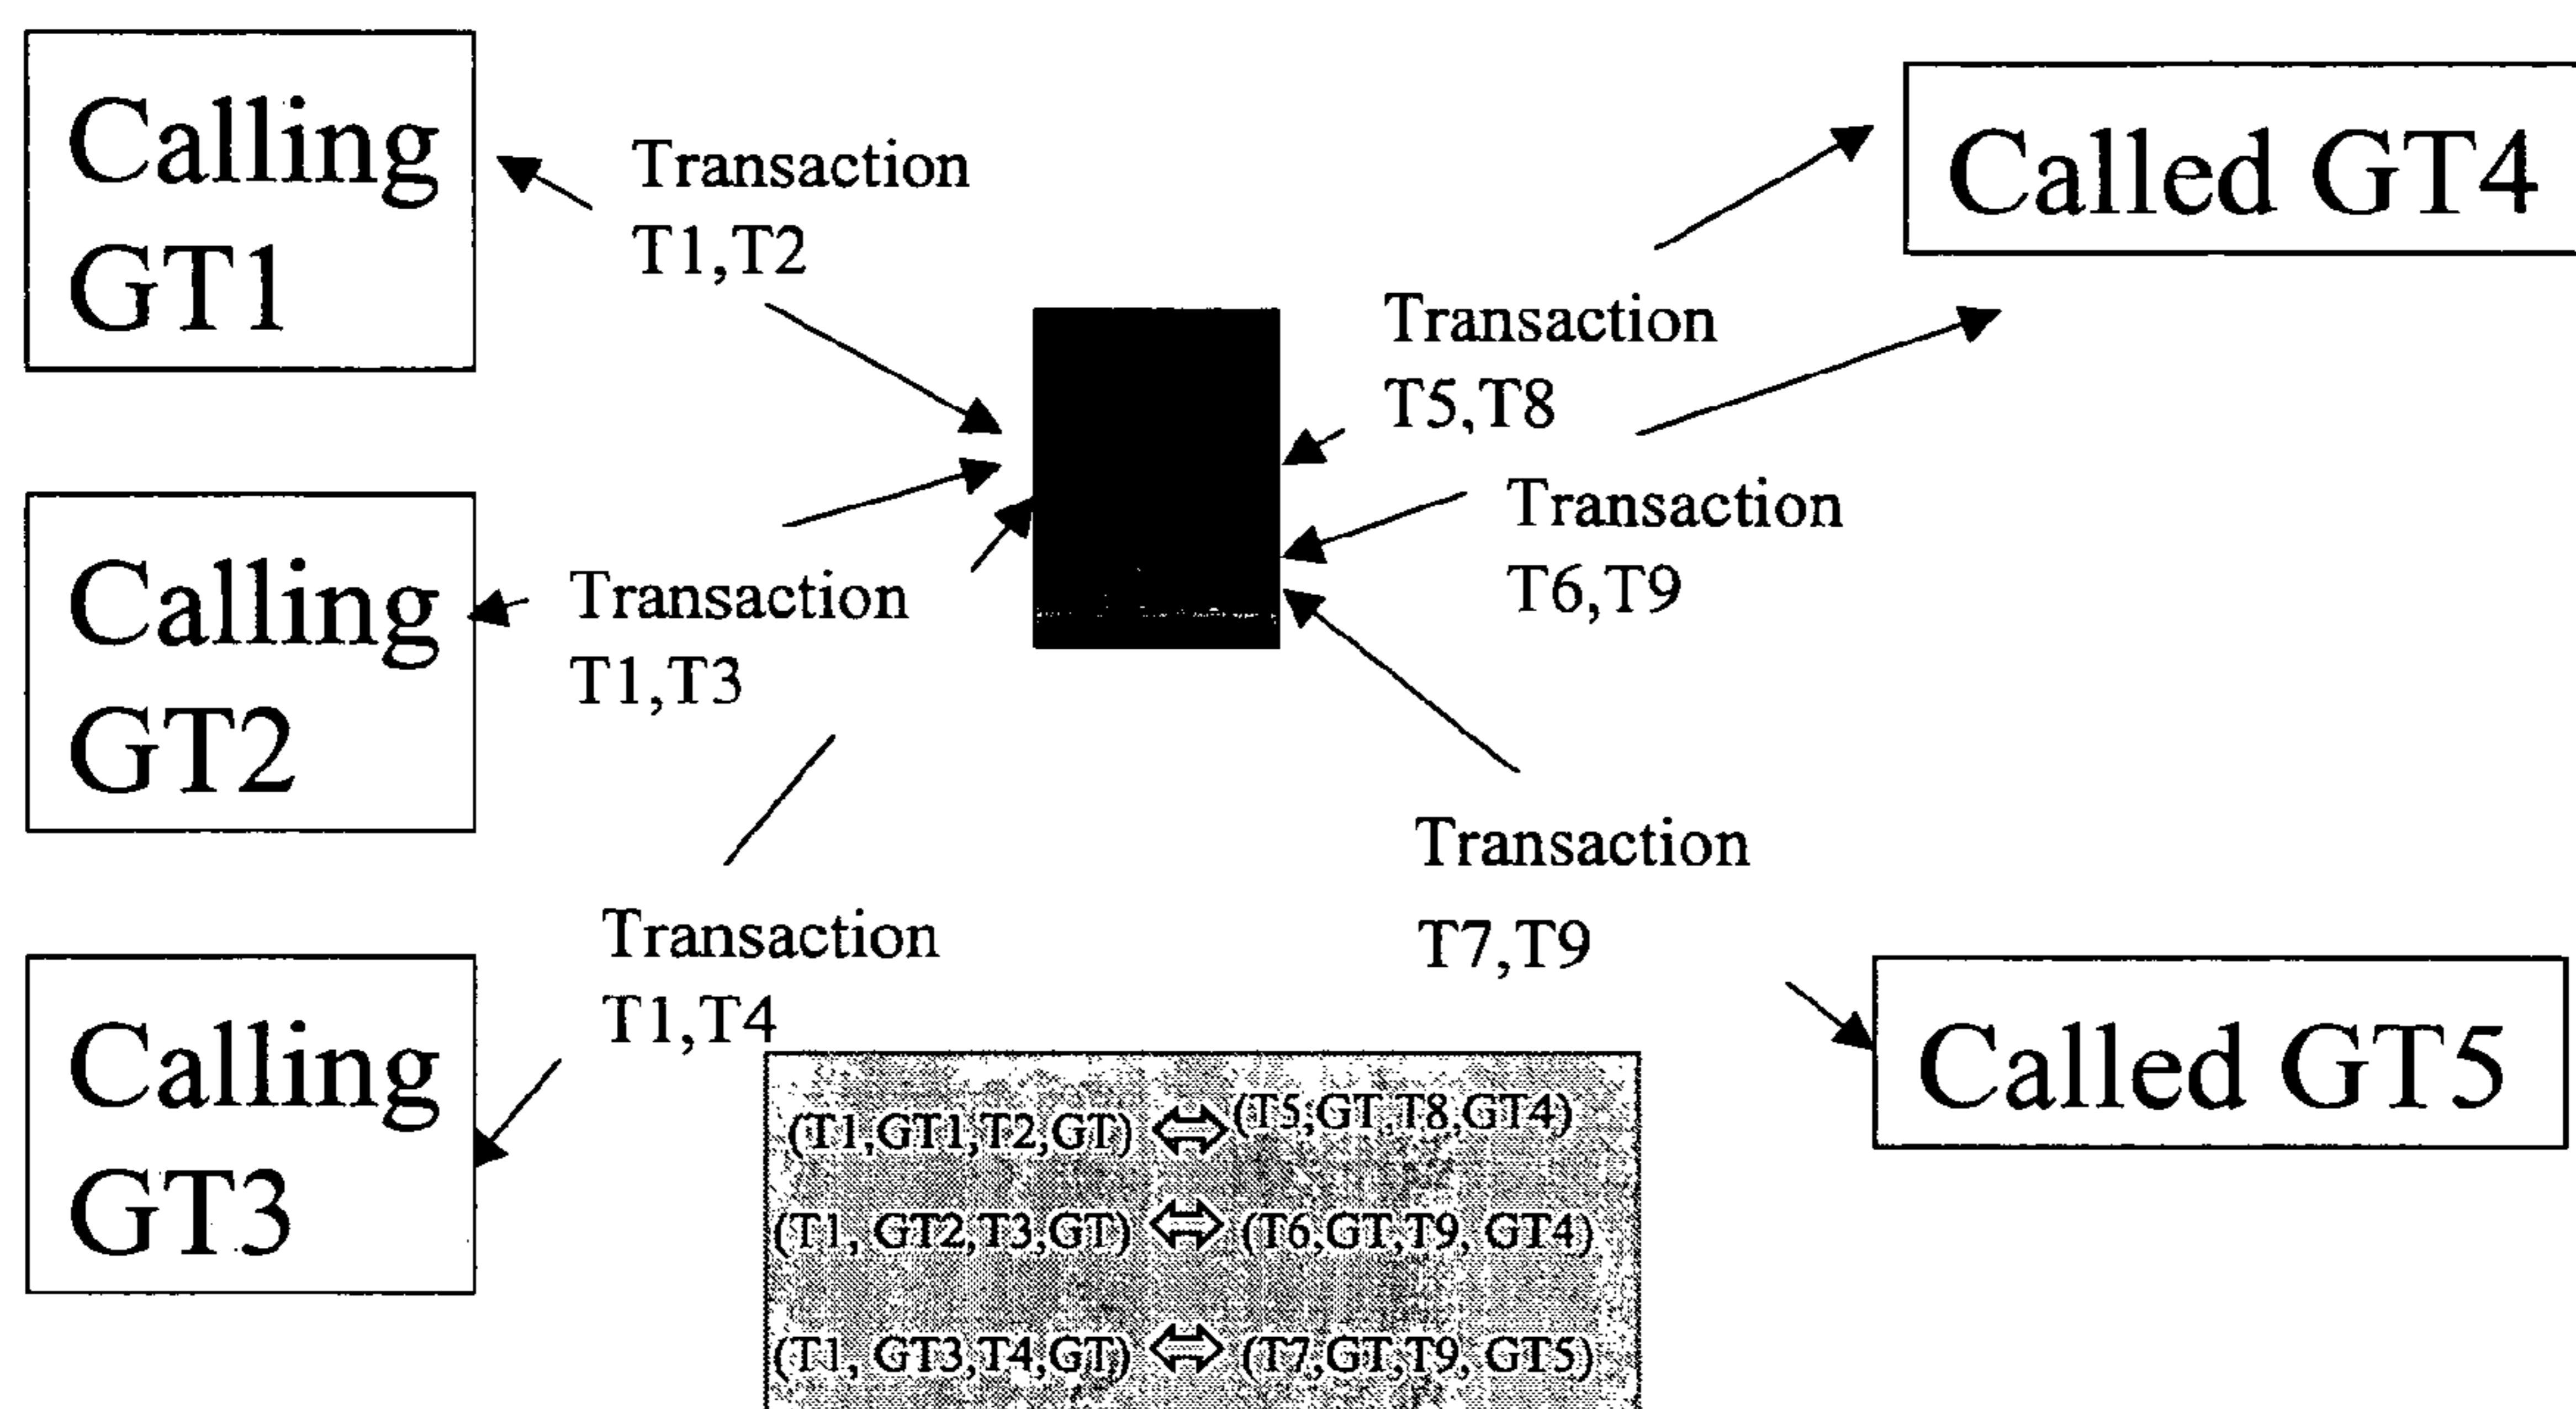 Calling
GT1
Transaction
T1,T2
Called GT4
Transaction
T5,T8
Calling
GT2
Transaction
T1,T3
Transaction
T6,T9
Calling
GT3
Transaction
T1,T4
Transaction
T7,T9
Called GT5
(T1,GT1,T2,GT) ⇔ (T5,GT,T8,GT4)
(T1, GT2,T3,GT) ⇔ (T6,GT,T9, GT4)
(T1, GT3,T4,GT) ⇔ (T7,GT,T9, GT5)